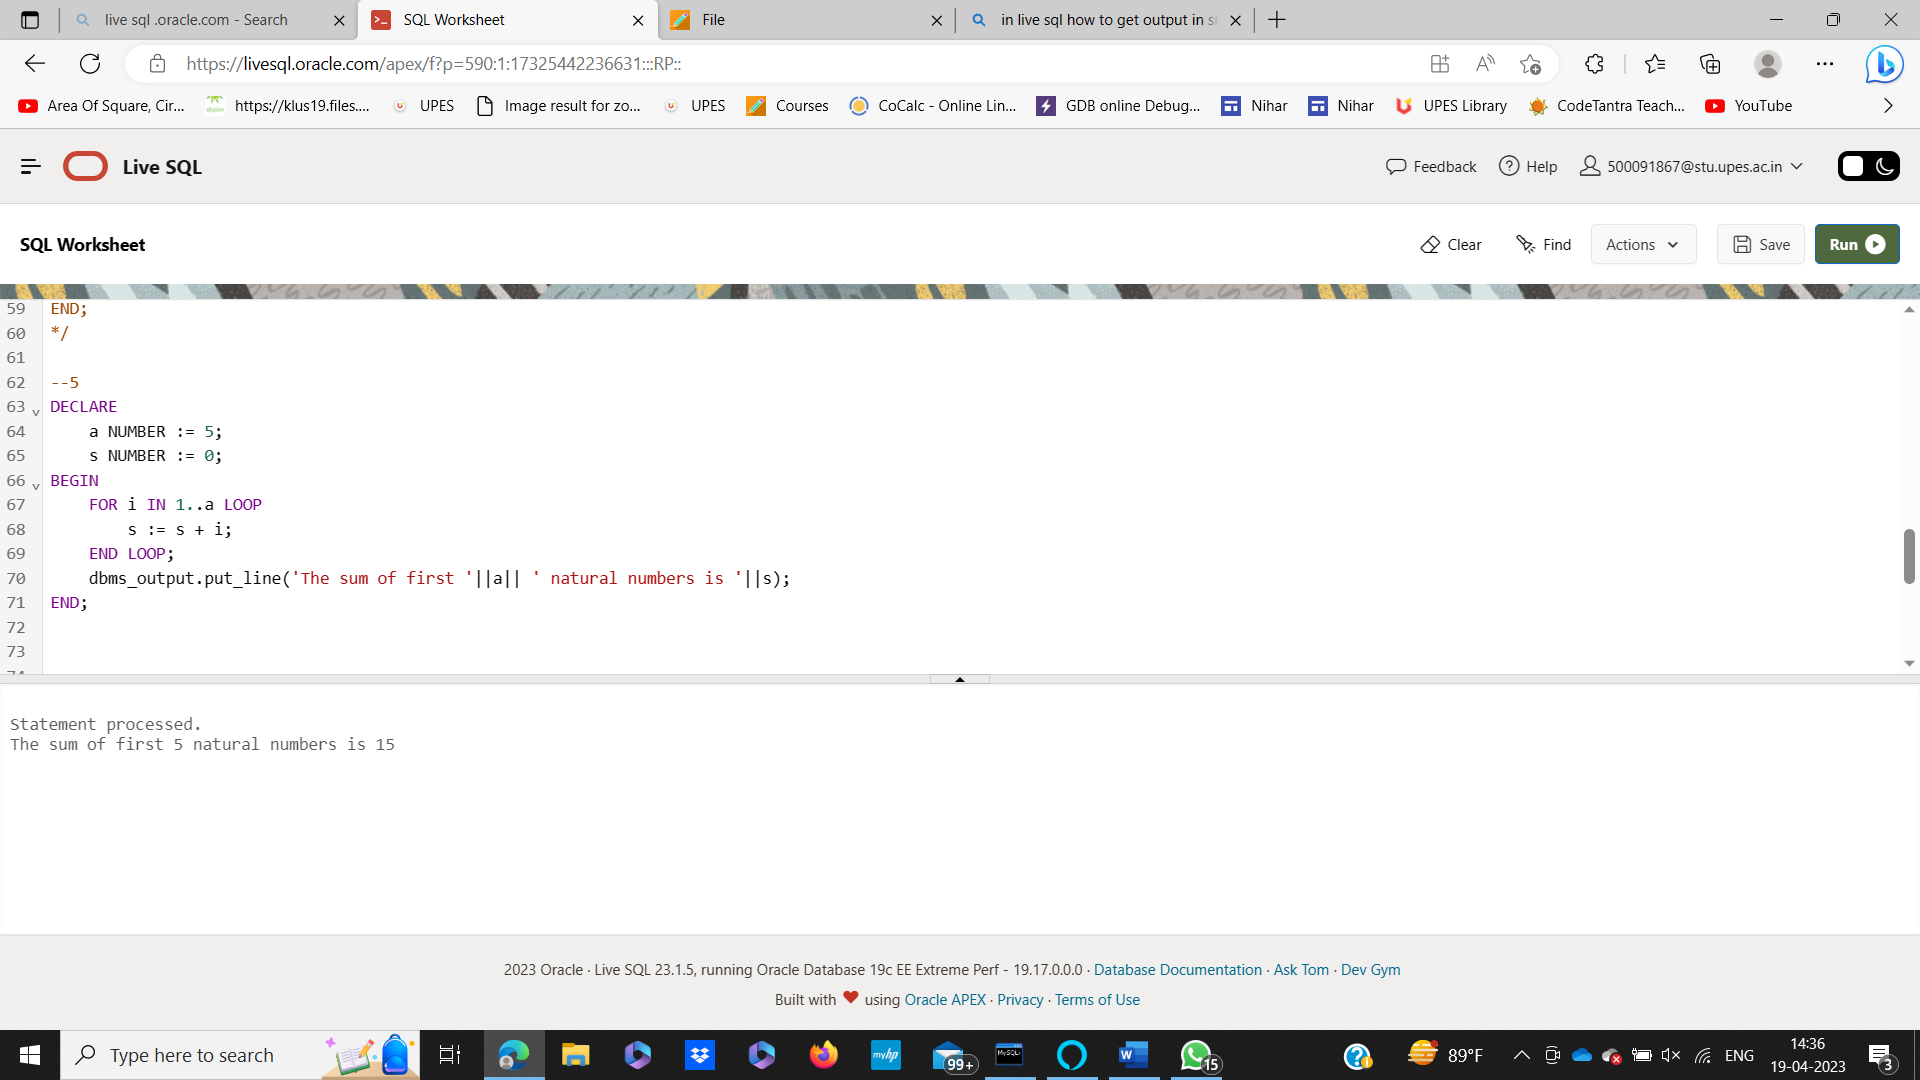 live sql .oracle.com - Search
SQL Worksheet
File
in live sql how to get output in si
https://livesql.oracle.com/apex/f?p=590:1:17325442236631:::RP::
Area Of Square, Cir...
https://klus19.files....
UPES
Image result for zo...
UPES
Courses
CoCalc - Online Lin...
GDB online Debug...
Nihar
Nihar
UPES Library
CodeTantra Teach...
YouTube
Live SQL
Feedback
Help
500091867@stu.upes.ac.in
SQL Worksheet
Clear
Find
Actions
Save
Run
59 END;
60 */
61
62 --5
63 DECLARE
64 a NUMBER := 5;
65 s NUMBER := 0;
66 BEGIN
67 FOR i IN 1..a LOOP
68 s := s + i;
69 END LOOP;
70 dbms_output.put_line('The sum of first '||a|| ' natural numbers is '||s);
71 END;
72
73
Statement processed.
The sum of first 5 natural numbers is 15
2023 Oracle · Live SQL 23.1.5, running Oracle Database 19c EE Extreme Perf - 19.17.0.0.0 · Database Documentation · Ask Tom · Dev Gym
Built with ❤ using Oracle APEX · Privacy · Terms of Use
Type here to search
myhp
99+
MySQL
W
15
89°F
ENG
14:36
19-04-2023
3